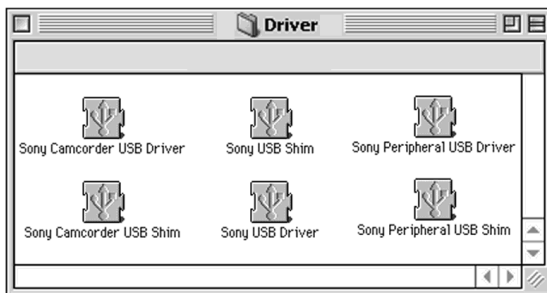 Driver
Sony Camcorder USB Driver
Sony USB Shim
Sony Peripheral USB Driver
Sony Camcorder USB Shim
Sony USB Driver
Sony Peripheral USB Shim